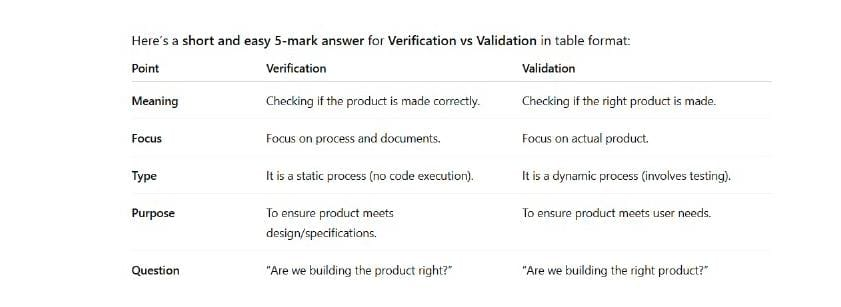 Here's a short and easy 5-mark answer for Verification vs Validation in table format:
Point Verification Validation
Meaning Checking if the product is made correctly. Checking if the right product is made.
Focus Focus on process and documents. Focus on actual product.
Type It is a static process (no code execution). It is a dynamic process (involves testing).
Purpose To ensure product meets To ensure product meets user needs.
design/specifications.
Question "Are we building the product right?" "Are we building the right product?"